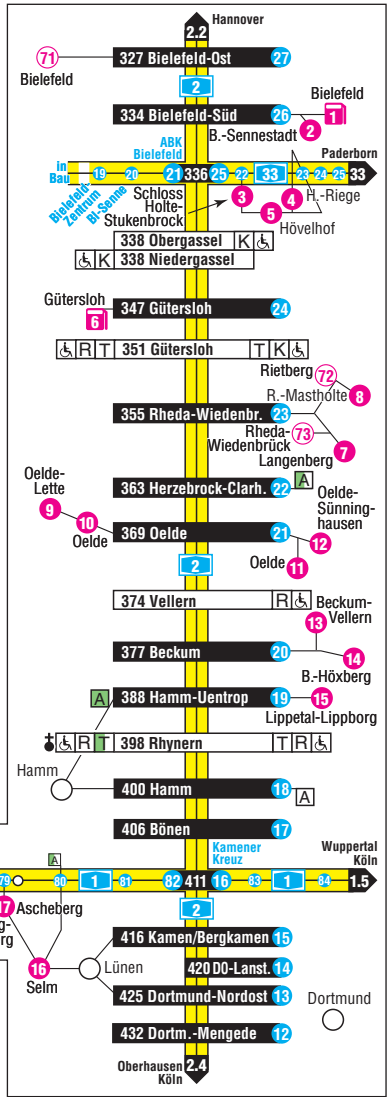 Hannover
2.2
71
327 Bielefeld-Ost 27
Bielefeld
2
Bielefeld
334 Bielefeld-Süd 26
1
B.-Sennestadt
2
ABK
Bielefeld
Paderborn
in
Bau
19 20 21 336 25 22 33 23 24 25 33
Bielefeld-
Zentrum
BI-Senne
Schloss
Holte-
Stukenbrock
3
4
H.-Riege
5
Hövelhof
338 Obergassel K
K 338 Niedergassel
Gütersloh
6
347 Gütersloh 24
R T 351 Gütersloh T K
Rietberg
72
R.-Mastholte
8
355 Rheda-Wiedenbr. 23
Rheda-
Wiedenbrück
73
7
Langenberg
Oelde-
Lette
9
363 Herzebrock-Clarh. 22
A
Oelde-
Sünning-
hausen
10
Oelde
369 Oelde 21
12
Oelde
11
2
374 Vellern R
Beckum-
Vellern
13
377 Beckum 20
14
B.-Höxberg
A
388 Hamm-Uentrop 19
15
Lippetal-Lippborg
R T 398 Rhynern T R
Hamm
400 Hamm 18
A
406 Bönen 17
Kamener
Kreuz
Wuppertal
Köln
A
79 80 1 81 82 411 16 83 1 84 1.5
17 Ascheberg
g-
rg
2
16
Selm
Lünen
416 Kamen/Bergkamen 15
420 DO-Lanst. 14
425 Dortmund-Nordost 13
Dortmund
432 Dortm.-Mengede 12
2.4
Oberhausen
Köln